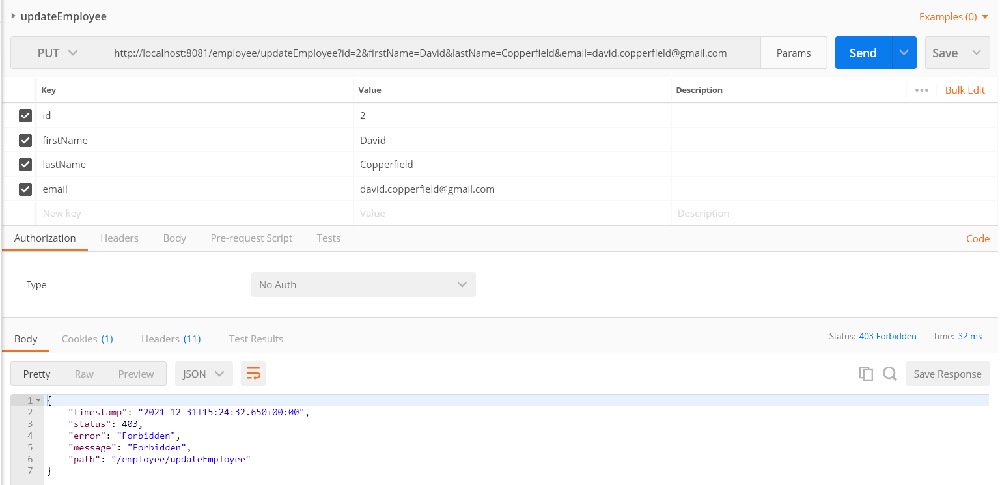 updateEmployee Examples (0)
PUT http://localhost:8081/employee/updateEmployee?id=2&firstName=David&lastName=Copperfield&email=david.copperfield@gmail.com Params Send Save
Key Value Description ••• Bulk Edit
id 2
firstName David
lastName Copperfield
email david.copperfield@gmail.com
New key Value Description
Authorization Headers Body Pre-request Script Tests Code
Type No Auth
Body Cookies (1) Headers (11) Test Results Status: 403 Forbidden Time: 32 ms
Pretty Raw Preview JSON Save Response
1 {
2 "timestamp": "2021-12-31T15:24:32.650+00:00",
3 "status": 403,
4 "error": "Forbidden",
5 "message": "Forbidden",
6 "path": "/employee/updateEmployee"
7 }